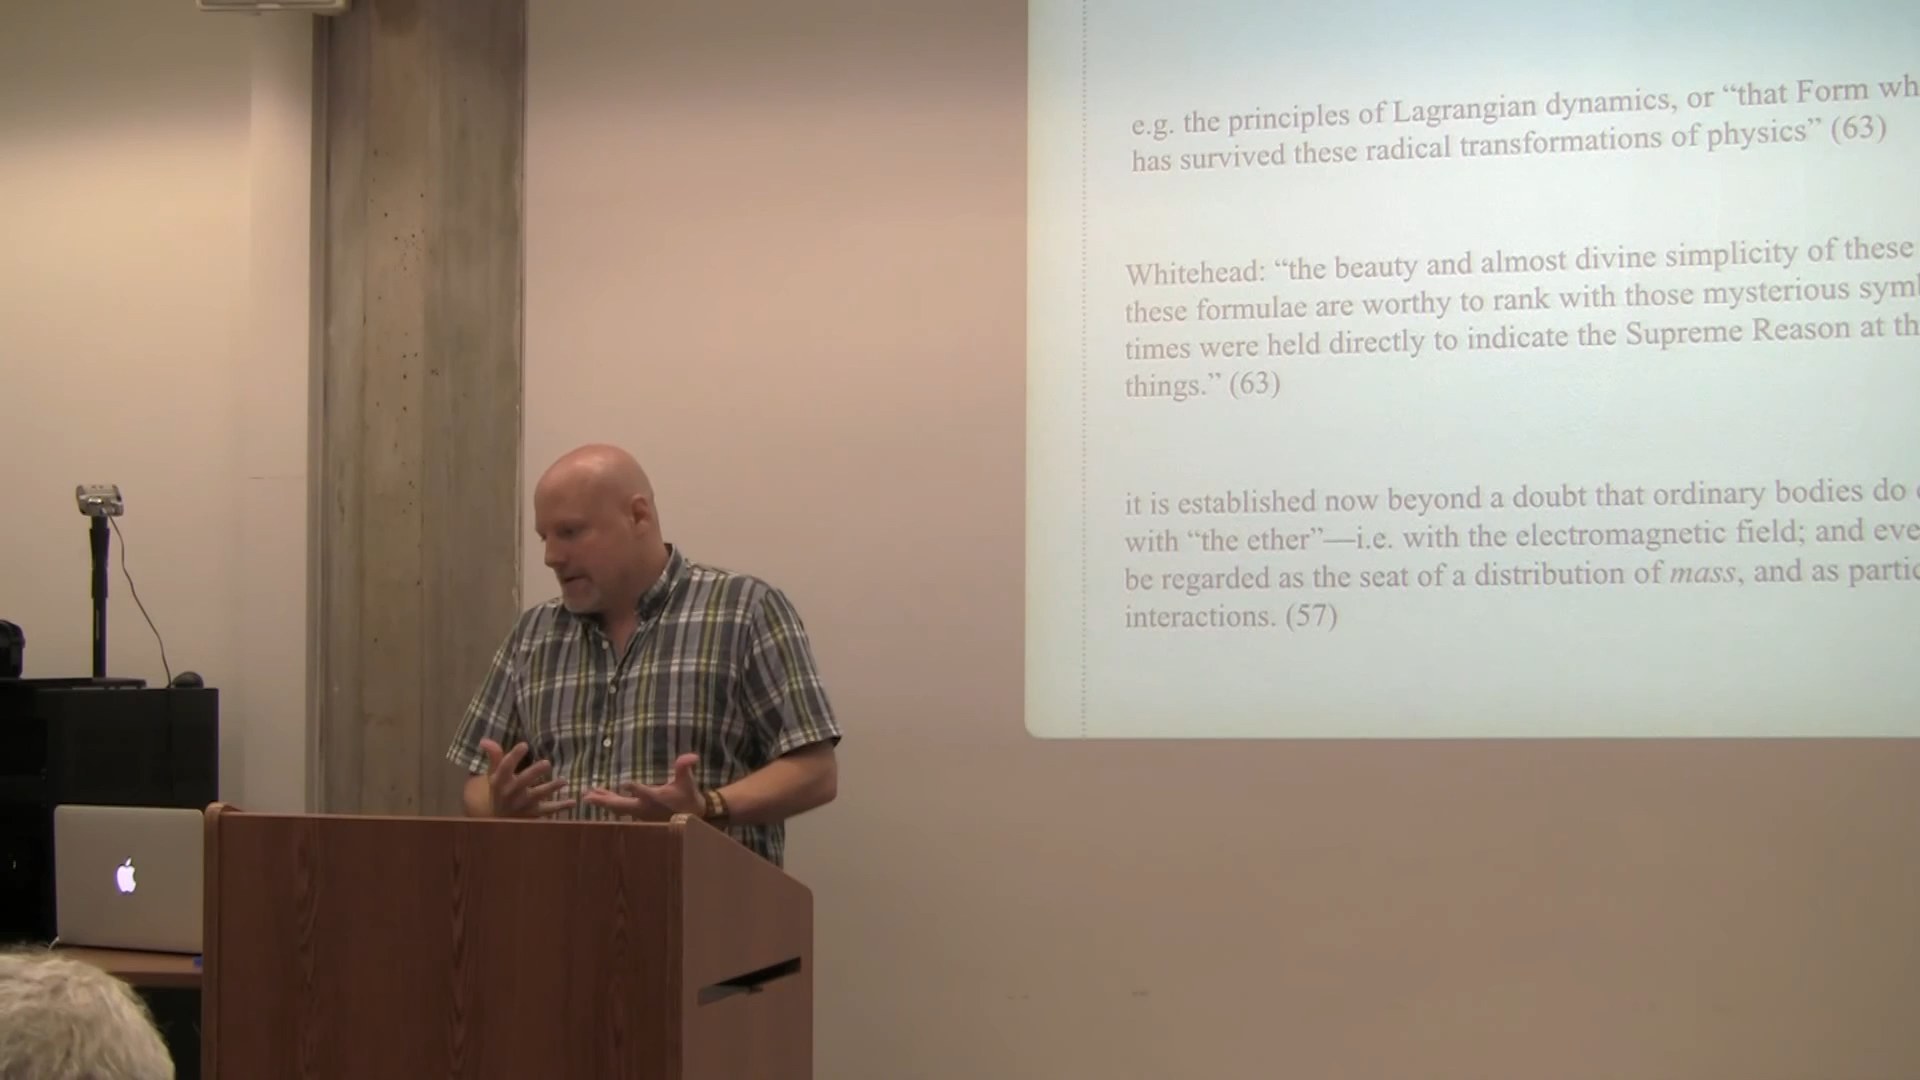 e.g. the principles of Lagrangian dynamics, or “that Form wh
has survived these radical transformations of physics” (63)
Whitehead: “the beauty and almost divine simplicity of these
these formulae are worthy to rank with those mysterious sym
times were held directly to indicate the Supreme Reason at th
things.” (63)
it is established now beyond a doubt that ordinary bodies do
with “the ether”—i.e. with the electromagnetic field; and eve
be regarded as the seat of a distribution of mass, and as partic
interactions. (57)